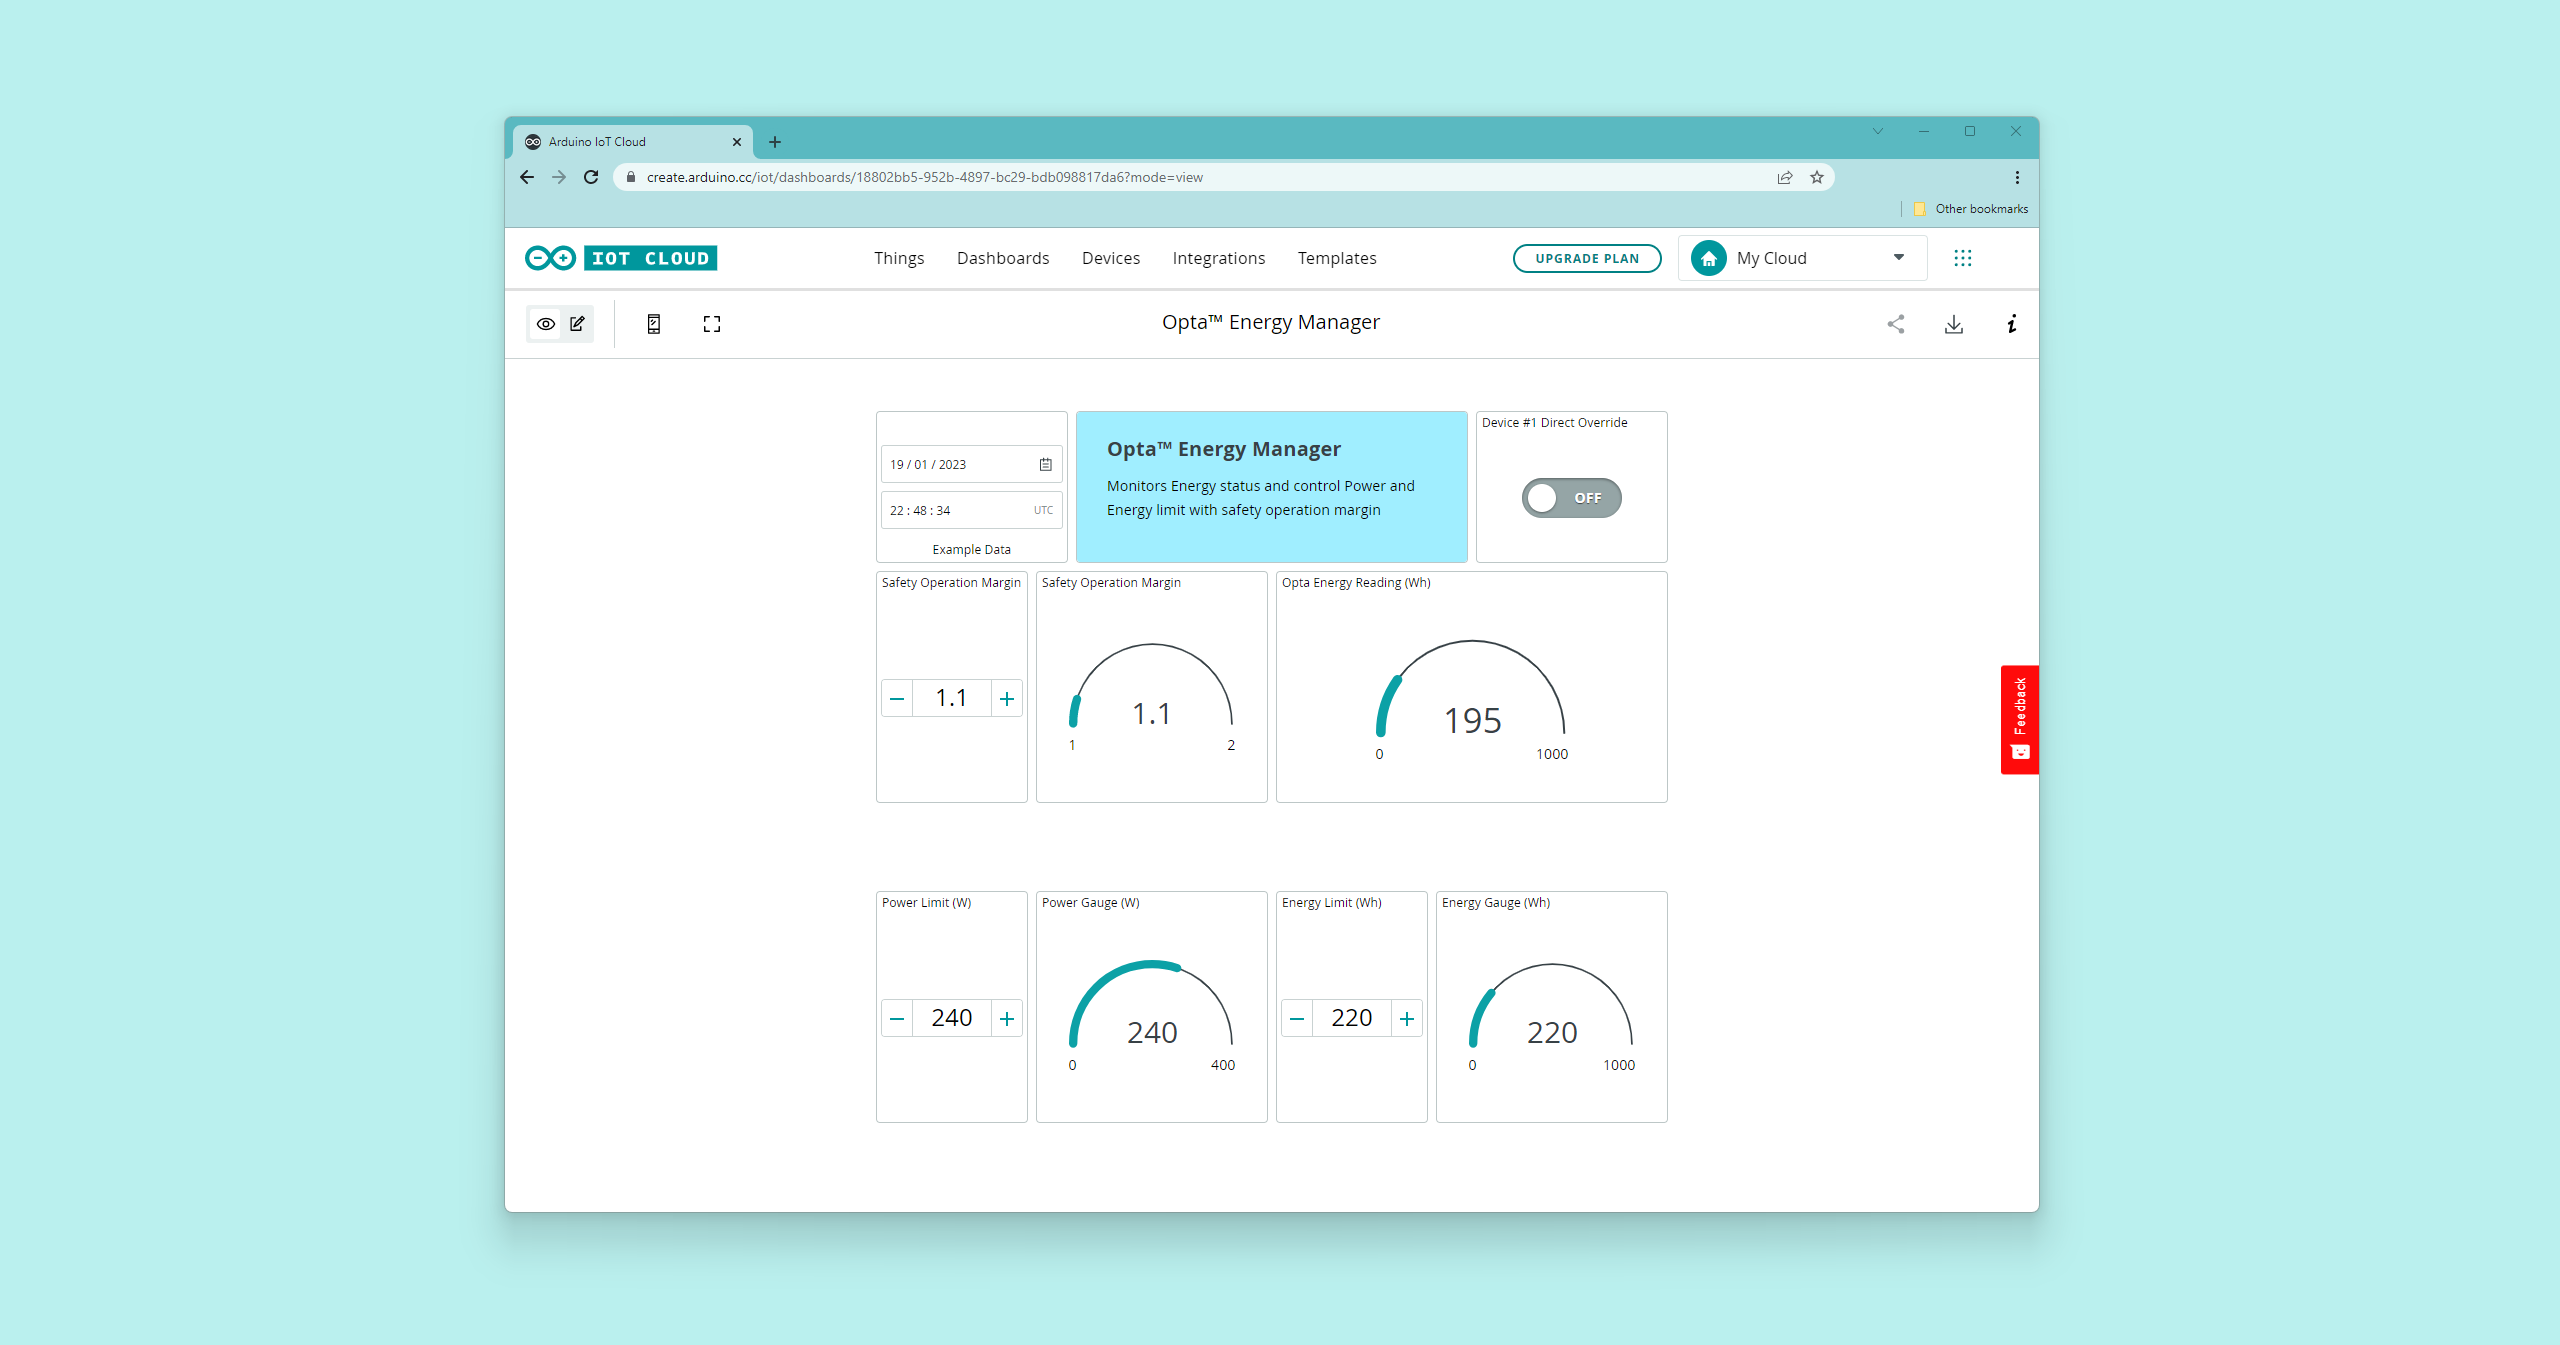 Arduino IoT Cloud
create.arduino.cc/iot/dashboards/18802bb5-952b-4897-bc29-bdb098817da6?mode=view
Other bookmarks
IOT CLOUD
Things
Dashboards
Devices
Integrations
Templates
UPGRADE PLAN
My Cloud
Opta™ Energy Manager
19 / 01 / 2023
22 : 48 : 34
UTC
Example Data
Opta™ Energy Manager
Monitors Energy status and control Power and
Energy limit with safety operation margin
Device #1 Direct Override
OFF
Safety Operation Margin
1.1
Safety Operation Margin
1.1
1
2
Opta Energy Reading (Wh)
195
0
1000
Feedback
Power Limit (W)
240
Power Gauge (W)
240
0
400
Energy Limit (Wh)
220
Energy Gauge (Wh)
220
0
1000